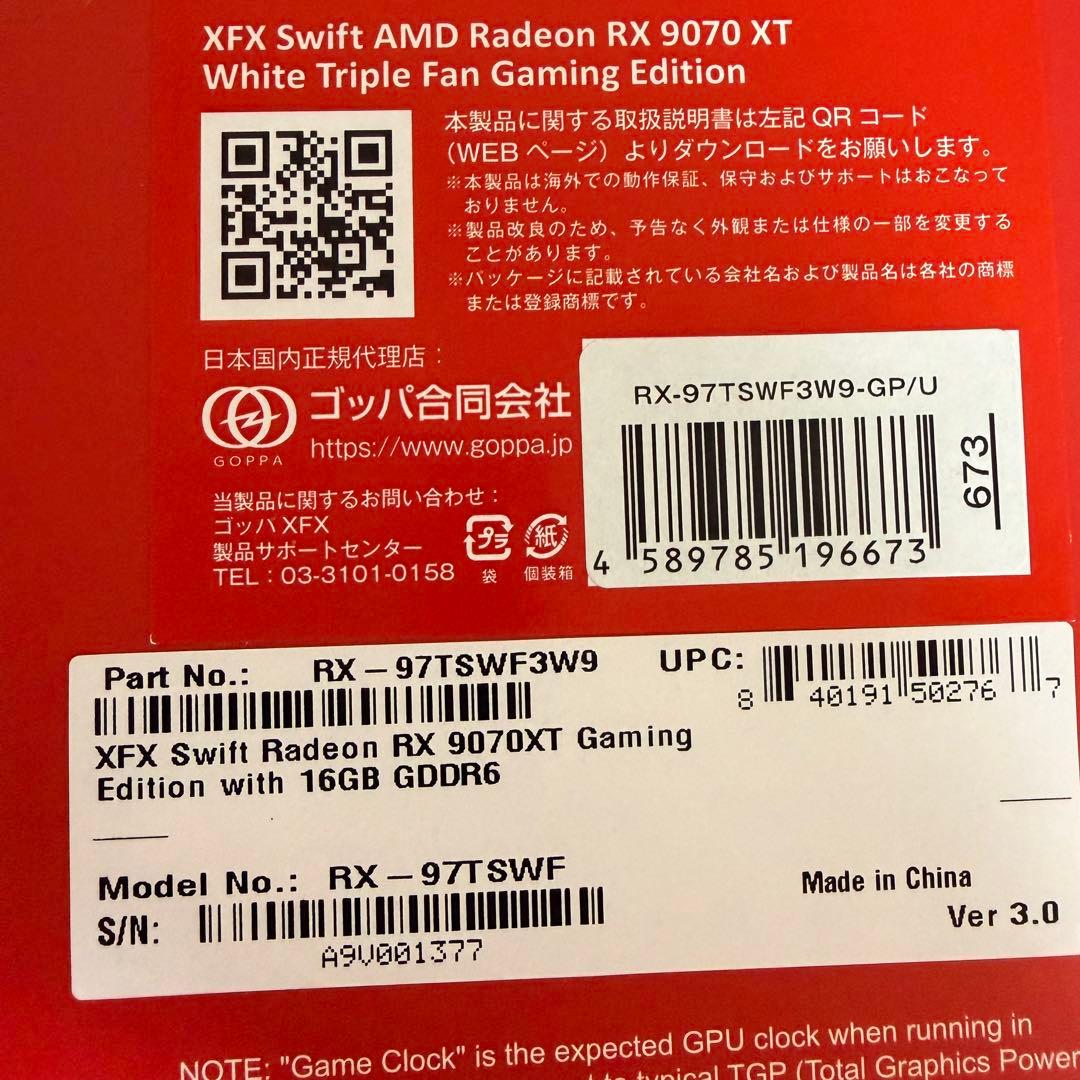 XFX Swift AMD Radeon RX 9070 XT
White Triple Fan Gaming Edition
本製品に関する取扱説明書は左記 QR コード
（WEB ページ）よりダウンロードをお願いします。
※本製品は海外での動作保証、保守およびサポートはおこなって
おりません。
※製品改良のため、予告なく外観または仕様の一部を変更する
ことがあります。
※パッケージに記載されている会社名および製品名は各社の商標
または登録商標です。
日本国内正規代理店：
ゴッパ合同会社
GOPPA
https://www.goppa.jp
当製品に関するお問い合わせ：
ゴッパ XFX
製品サポートセンター
TEL：03-3101-0158
プラ
袋
紙
個装箱
RX-97TSWF3W9-GP/U
673
4 589785 196673
Part No.: RX-97TSWF3W9
UPC:
8 40191 50276 7
XFX Swift Radeon RX 9070XT Gaming
Edition with 16GB GDDR6
Model No.: RX-97TSWF
S/N:
A9V001377
Made in China
Ver 3.0
NOTE: "Game Clock" is the expected GPU clock when running in
to typical TGP (Total Graphics Power